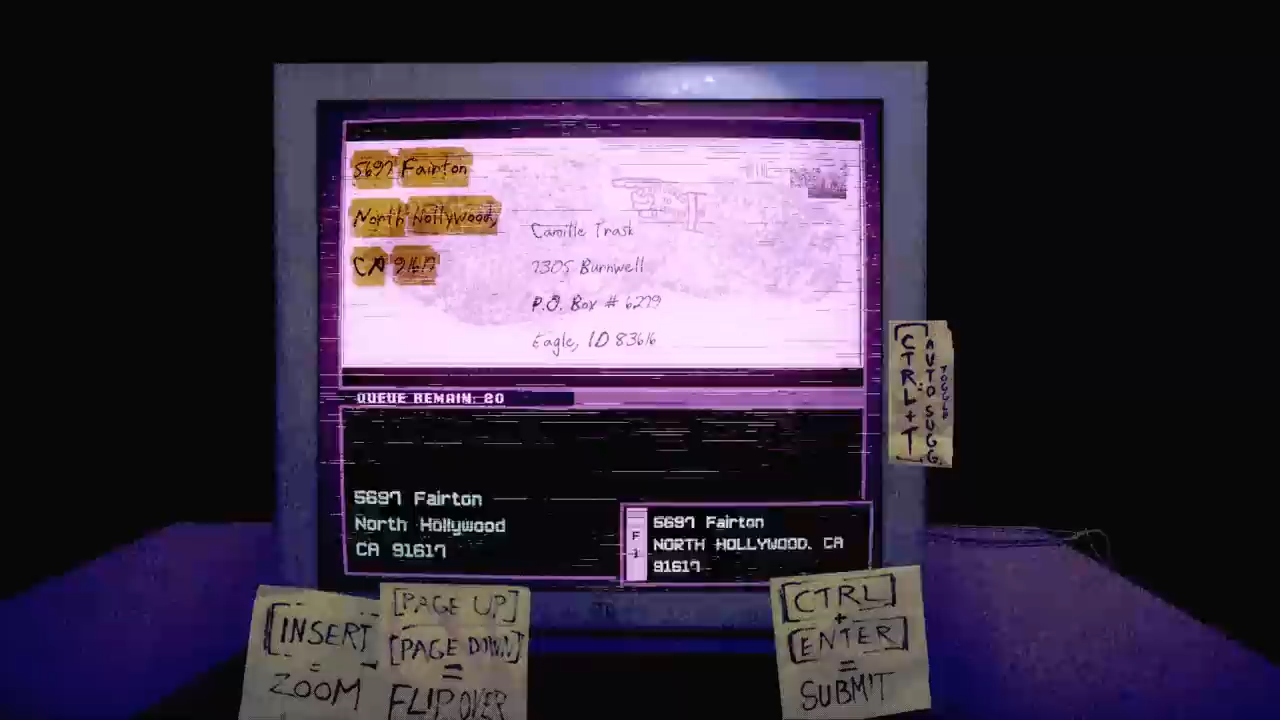 5697 Fairton
North Hollywood,
CA 91617
Camille Trask
7305 Burnwell
P.O. Box # 6279
Eagle, ID 83616
QUEUE REMAIN: 20
5697 Fairton
North Hollywood
CA 91617
F1
5697 Fairton
NORTH HOLLYWOOD, CA
91617
[CTRL+T]
AUTO SUGG.
TOGGLE
[INSERT]
=
ZOOM
[PAGE UP]
[PAGE DOWN]
=
FLIP OVER
[CTRL]
+
[ENTER]
=
SUBMIT